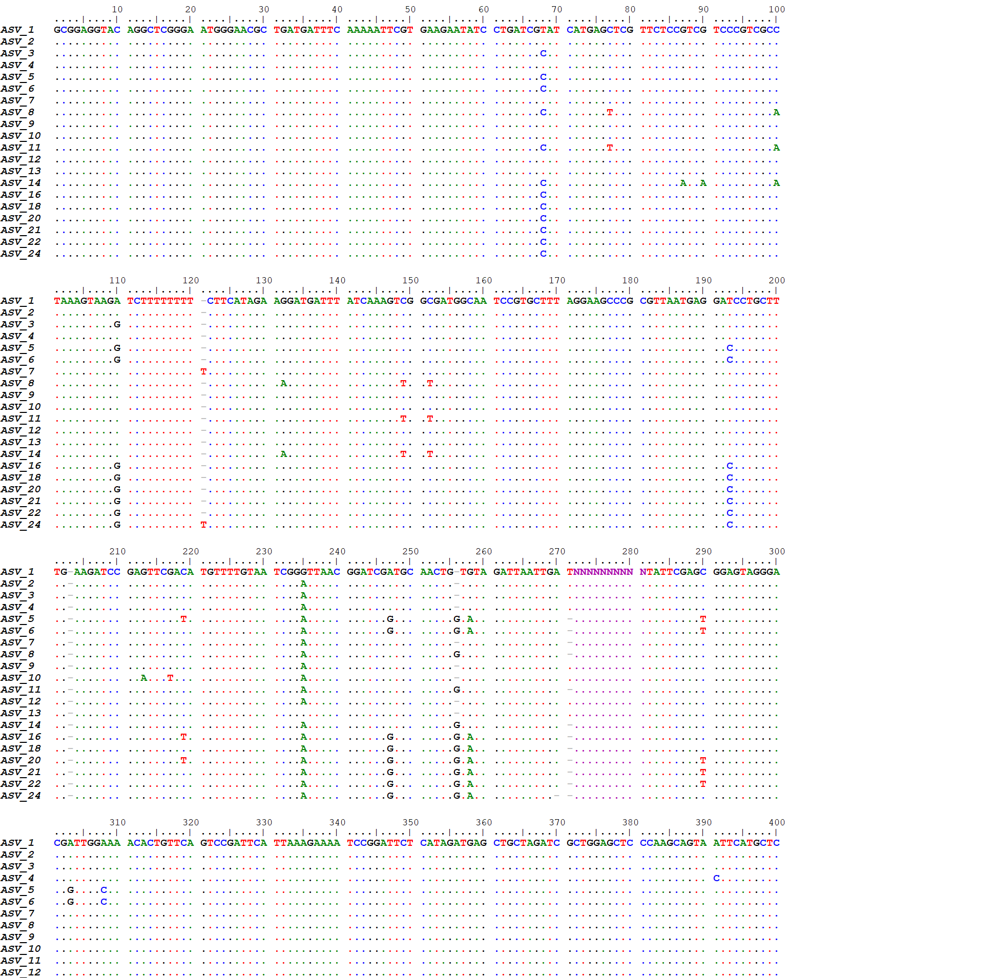 10 20 30 40 50 60 70 80 90 100
....|....| ....|....| ....|....| ....|....| ....|....| ....|....| ....|....| ....|....| ....|....| ....|....|
ASV_1 GCGGAGGTAC AGGCTCGGGA ATGGGAACGC TGATGATTTC AAAAATTCGT GAAGAATATC CTGATCGTAT CATGAGCTCG TTCTCCGTCG TCCCGTCGCC
ASV_2 .......... .......... .......... .......... .......... .......... .......... .......... .......... ..........
ASV_3 .......... .......... .......... .......... .......... .......... .......C.. .......... .......... ..........
ASV_4 .......... .......... .......... .......... .......... .......... .......... .......... .......... ..........
ASV_5 .......... .......... .......... .......... .......... .......... .......C.. .......... .......... ..........
ASV_6 .......... .......... .......... .......... .......... .......... .......C.. .......... .......... ..........
ASV_7 .......... .......... .......... .......... .......... .......... .......... .......... .......... ..........
ASV_8 .......... .......... .......... .......... .......... .......... .......C.. ......T... .......... .........A
ASV_9 .......... .......... .......... .......... .......... .......... .......... .......... .......... ..........
ASV_10 .......... .......... .......... .......... .......... .......... .......... .......... .......... ..........
ASV_11 .......... .......... .......... .......... .......... .......... .......C.. ......T... .......... .........A
ASV_12 .......... .......... .......... .......... .......... .......... .......... .......... .......... ..........
ASV_13 .......... .......... .......... .......... .......... .......... .......... .......... .......... ..........
ASV_14 .......... .......... .......... .......... .......... .......... .......C.. .......... ......A..A .........A
ASV_16 .......... .......... .......... .......... .......... .......... .......C.. .......... .......... ..........
ASV_18 .......... .......... .......... .......... .......... .......... .......C.. .......... .......... ..........
ASV_20 .......... .......... .......... .......... .......... .......... .......C.. .......... .......... ..........
ASV_21 .......... .......... .......... .......... .......... .......... .......C.. .......... .......... ..........
ASV_22 .......... .......... .......... .......... .......... .......... .......C.. .......... .......... ..........
ASV_24 .......... .......... .......... .......... .......... .......... .......C.. .......... .......... ..........
110 120 130 140 150 160 170 180 190 200
....|....| ....|....| ....|....| ....|....| ....|....| ....|....| ....|....| ....|....| ....|....| ....|....|
ASV_1 TAAAGTAAGA TCTTTTTTTT -CTTCATAGA AGGATGATTT ATCAAAGTCG GCGATGGCAA TCCGTGCTTT AGGAAGCCCG CGTTAATGAG GATCCTGCTT
ASV_2 .......... .......... -......... .......... .......... .......... .......... .......... .......... ..........
ASV_3 .........G .......... -......... .......... .......... .......... .......... .......... .......... ..........
ASV_4 .......... .......... -......... .......... .......... .......... .......... .......... .......... ..........
ASV_5 .........G .......... -......... .......... .......... .......... .......... .......... .......... ..C.......
ASV_6 .........G .......... -......... .......... .......... .......... .......... .......... .......... ..C.......
ASV_7 .......... .......... T......... .......... .......... .......... .......... .......... .......... ..........
ASV_8 .......... .......... -......... .A........ ........T. .T........ .......... .......... .......... ..........
ASV_9 .......... .......... -......... .......... .......... .......... .......... .......... .......... ..........
ASV_10 .......... .......... -......... .......... .......... .......... .......... .......... .......... ..........
ASV_11 .......... .......... -......... .......... ........T. .T........ .......... .......... .......... ..........
ASV_12 .......... .......... -......... .......... .......... .......... .......... .......... .......... ..........
ASV_13 .......... .......... -......... .......... .......... .......... .......... .......... .......... ..........
ASV_14 .......... .......... -......... .A........ ........T. .T........ .......... .......... .......... ..........
ASV_16 .........G .......... -......... .......... .......... .......... .......... .......... .......... ..C.......
ASV_18 .........G .......... -......... .......... .......... .......... .......... .......... .......... ..C.......
ASV_20 .........G .......... -......... .......... .......... .......... .......... .......... .......... ..C.......
ASV_21 .........G .......... -......... .......... .......... .......... .......... .......... .......... ..C.......
ASV_22 .........G .......... -......... .......... .......... .......... .......... .......... .......... ..C.......
ASV_24 .........G .......... T......... .......... .......... .......... .......... .......... .......... ..C.......
210 220 230 240 250 260 270 280 290 300
....|....| ....|....| ....|....| ....|....| ....|....| ....|....| ....|....| ....|....| ....|....| ....|....|
ASV_1 TG-AAGATCC GAGTTCGACA TGTTTTGTAA TCGGGTTAAC GGATCGATGC AACTG-TGTA GATTAATTGA TNNNNNNNNN NTATTCGAGC GGAGTAGGGA
ASV_2 ..-....... .......... .......... ....A..... .......... .....-.... .......... .......... .......... ..........
ASV_3 ..-....... .......... .......... ....A..... .......... .....-.... .......... .......... .......... ..........
ASV_4 ..-....... .......... .......... ....A..... .......... .....-.... .......... .......... .......... ..........
ASV_5 ..-....... ........T. .......... ....A..... ......G... .....G.A.. .......... -......... .........T ..........
ASV_6 ..-....... .......... .......... ....A..... ......G... .....G.A.. .......... -......... .........T ..........
ASV_7 ..-....... .......... .......... ....A..... .......... .....-.... .......... -......... .......... ..........
ASV_8 ..-....... .......... .......... ....A..... .......... .....G.... .......... -......... .......... ..........
ASV_9 ..-....... .......... .......... ....A..... .......... .....-.... .......... .......... .......... ..........
ASV_10 ..-....... ..A...T... .......... ....A..... .......... .....-.... .......... .......... .......... ..........
ASV_11 ..-....... .......... .......... ....A..... .......... .....G.... .......... -......... .......... ..........
ASV_12 ..-....... .......... .......... ....A..... .......... .....-.... .......... .......... .......... ..........
ASV_13 ..-....... .......... .......... .......... .......... .....-.... .......... .......... .......... ..........
ASV_14 ..-....... .......... .......... ....A..... .......... .....G.... .......... -......... .......... ..........
ASV_16 ..-....... ........T. .......... ....A..... ......G... .....G.A.. .......... -......... .......... ..........
ASV_18 ..-....... .......... .......... ....A..... ......G... .....G.A.. .......... -......... .......... ..........
ASV_20 ..-....... ........T. .......... ....A..... ......G... .....G.A.. .......... -......... .........T ..........
ASV_21 ..-....... .......... .......... ....A..... ......G... .....G.A.. .......... -......... .........T ..........
ASV_22 ..-....... .......... .......... ....A..... ......G... .....G.A.. .......... -......... .........T ..........
ASV_24 ..-....... .......... .......... ....A..... ......G... .....G.A.. .........- -......... .......... ..........
310 320 330 340 350 360 370 380 390 400
....|....| ....|....| ....|....| ....|....| ....|....| ....|....| ....|....| ....|....| ....|....| ....|....|
ASV_1 CGATTGGAAA ACACTGTTCA GTCCGATTCA TTAAAGAAAA TCCGGATTCT CATAGATGAG CTGCTAGATC GCTGGAGCTC CCAAGCAGTA ATTCATGCTC
ASV_2 .......... .......... .......... .......... .......... .......... .......... .......... .......... ..........
ASV_3 .......... .......... .......... .......... .......... .......... .......... .......... .......... ..........
ASV_4 .......... .......... .......... .......... .......... .......... .......... .......... .......... C.........
ASV_5 ..G....C.. .......... .......... .......... .......... .......... .......... .......... .......... ..........
ASV_6 ..G....C.. .......... .......... .......... .......... .......... .......... .......... .......... ..........
ASV_7 .......... .......... .......... .......... .......... .......... .......... .......... .......... ..........
ASV_8 .......... .......... .......... .......... .......... .......... .......... .......... .......... ..........
ASV_9 .......... .......... .......... .......... .......... .......... .......... .......... .......... ..........
ASV_10 .......... .......... .......... .......... .......... .......... .......... .......... .......... ..........
ASV_11 .......... .......... .......... .......... .......... .......... .......... .......... .......... ..........
ASV_12 .......... .......... .......... .......... .......... .......... .......... .......... .......... ..........